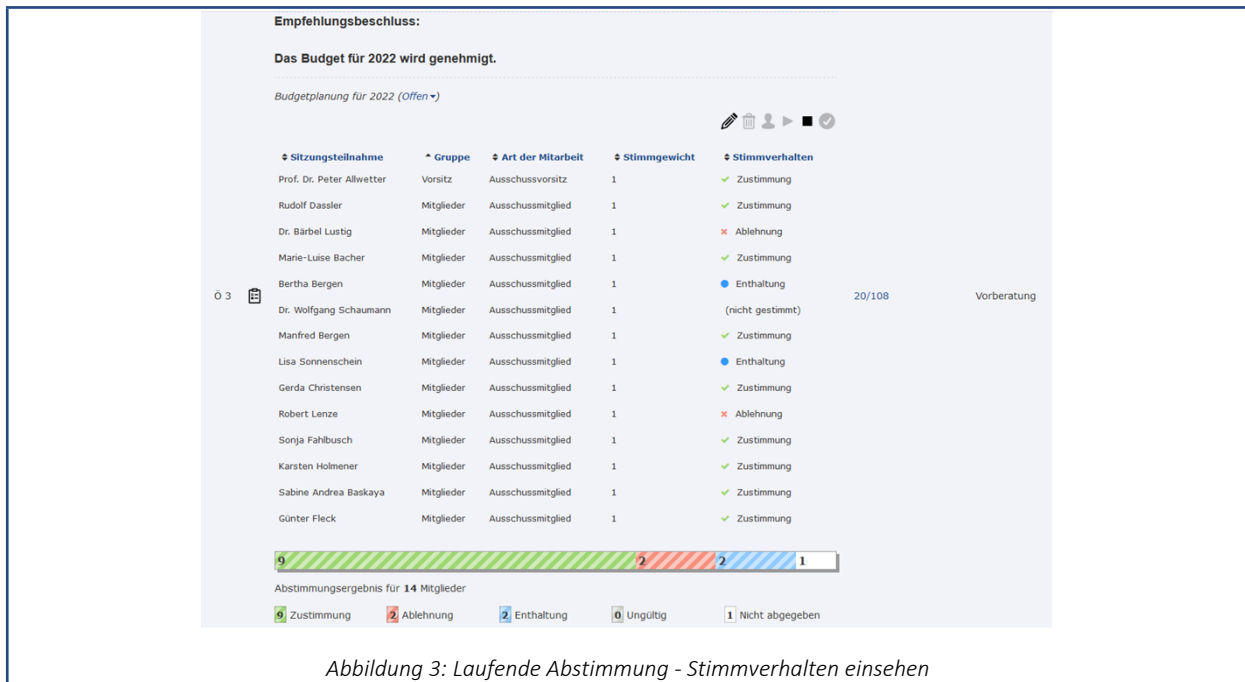 Empfehlungsbeschluss:
Das Budget für 2022 wird genehmigt.
Budgetplanung für 2022 (Offen)
Sitzungsteilnahme Gruppe Art der Mitarbeit Stimmgewicht Stimmverhalten
Prof. Dr. Peter Allwetter Vorsitz Ausschussvorsitz 1 Zustimmung
Rudolf Dassler Mitglieder Ausschussmitglied 1 Zustimmung
Dr. Bärbel Lustig Mitglieder Ausschussmitglied 1 Ablehnung
Marie-Luise Bacher Mitglieder Ausschussmitglied 1 Zustimmung
Bertha Bergen Mitglieder Ausschussmitglied 1 Enthaltung
Ö 3 20/108 Vorberatung
Dr. Wolfgang Schaumann Mitglieder Ausschussmitglied 1 (nicht gestimmt)
Manfred Bergen Mitglieder Ausschussmitglied 1 Zustimmung
Lisa Sonnenschein Mitglieder Ausschussmitglied 1 Enthaltung
Gerda Christensen Mitglieder Ausschussmitglied 1 Zustimmung
Robert Lenze Mitglieder Ausschussmitglied 1 Ablehnung
Sonja Fahlbusch Mitglieder Ausschussmitglied 1 Zustimmung
Karsten Holmener Mitglieder Ausschussmitglied 1 Zustimmung
Sabine Andrea Baskaya Mitglieder Ausschussmitglied 1 Zustimmung
Günter Fleck Mitglieder Ausschussmitglied 1 Zustimmung
9 2 2 1
Abstimmungsergebnis für 14 Mitglieder
9 Zustimmung 2 Ablehnung 2 Enthaltung 0 Ungültig 1 Nicht abgegeben
Abbildung 3: Laufende Abstimmung - Stimmverhalten einsehen